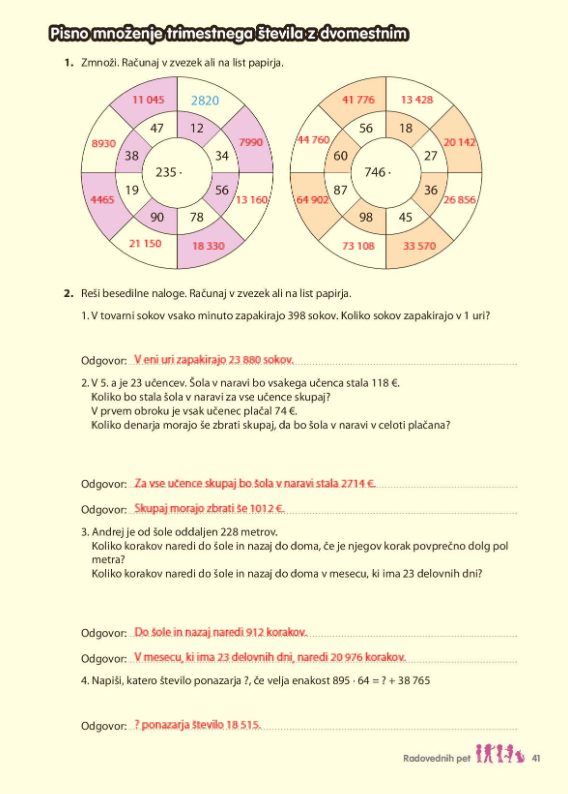 Pisno množenje trimestnega števila z dvomestnim
1. Zmnoži. Računaj v zvezek ali na list papirja.
11 045 2820
47 12
8930 7990
38 34
235 ·
19 56
4465 13 160
90 78
21 150 18 330
41 776 13 428
56 18
44 760 20 142
60 27
746 ·
87 36
64 902 26 856
98 45
73 108 33 570
2. Reši besedilne naloge. Računaj v zvezek ali na list papirja.
1. V tovarni sokov vsako minuto zapakirajo 398 sokov. Koliko sokov zapakirajo v 1 uri?
Odgovor: V eni uri zapakirajo 23 880 sokov.
2. V 5. a je 23 učencev. Šola v naravi bo vsakega učenca stala 118 €.
Koliko bo stala šola v naravi za vse učence skupaj?
V prvem obroku je vsak učenec plačal 74 €.
Koliko denarja morajo še zbrati skupaj, da bo šola v naravi v celoti plačana?
Odgovor: Za vse učence skupaj bo šola v naravi stala 2714 €.
Odgovor: Skupaj morajo zbrati še 1012 €.
3. Andrej je od šole oddaljen 228 metrov.
Koliko korakov naredi do šole in nazaj do doma, če je njegov korak povprečno dolg pol
metra?
Koliko korakov naredi do šole in nazaj do doma v mesecu, ki ima 23 delovnih dni?
Odgovor: Do šole in nazaj naredi 912 korakov.
Odgovor: V mesecu, ki ima 23 delovnih dni, naredi 20 976 korakov.
4. Napiši, katero število ponazarja ?, če velja enakost 895 · 64 = ? + 38 765
Odgovor: ? ponazarja število 18 515.
Radovednih pet 41